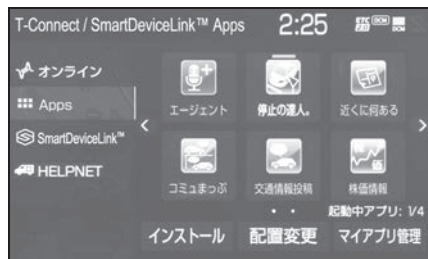 T-Connect / SmartDeviceLink™ Apps 2:25
オンライン
Apps
SmartDeviceLink™
HELPNET
エージェント 停止の達人。 近くに何ある
コミュまっぷ 交通情報投稿 株価情報
起動中アプリ: 1/4
インストール 配置変更 マイアプリ管理